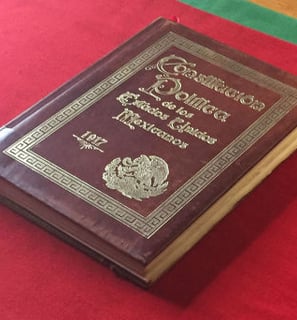 Constitución
Política
de los
Estados Unidos
Mexicanos
1917